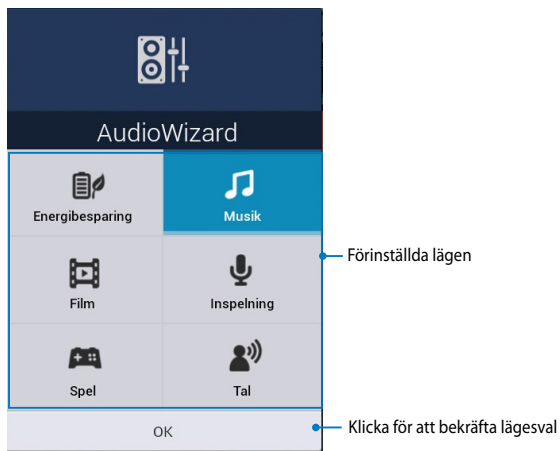 AudioWizard
Energibesparing
Musik
Förinställda lägen
Film
Inspelning
Spel
Tal
OK
Klicka för att bekräfta lägesval